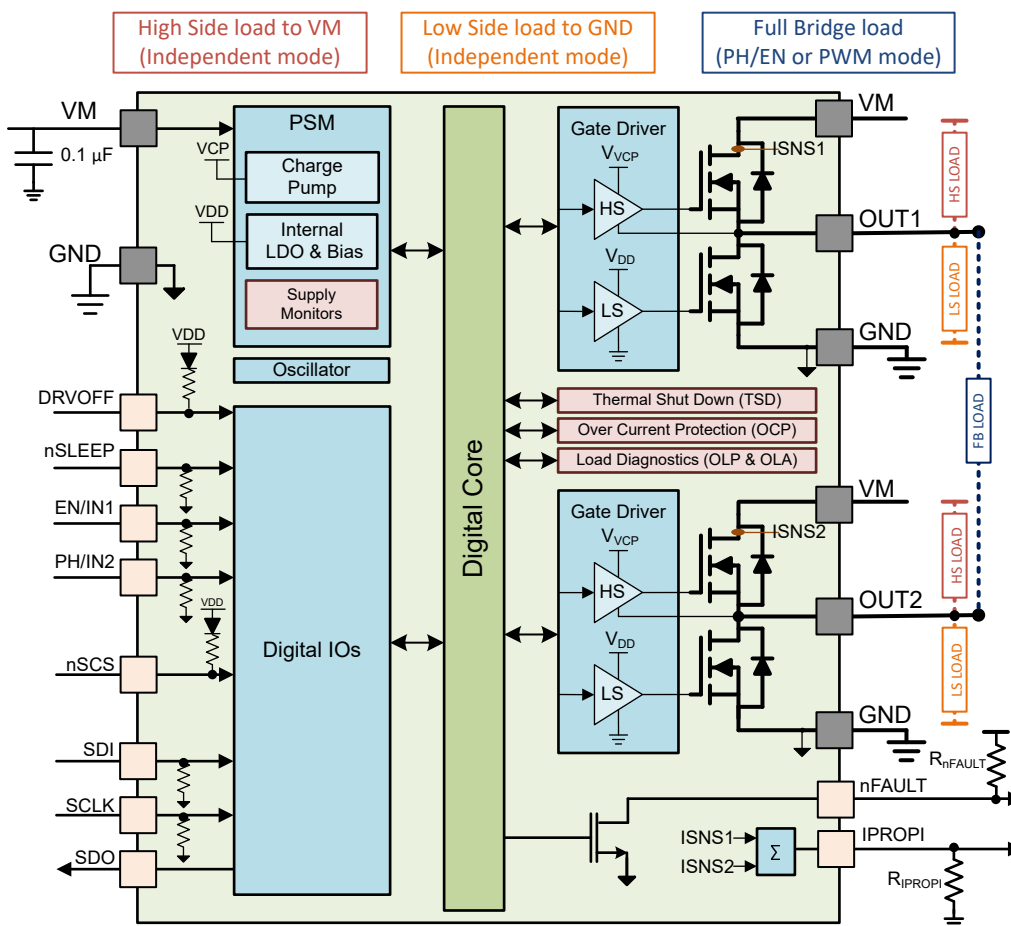 High Side load to VM
(Independent mode)
Low Side load to GND
(Independent mode)
Full Bridge load
(PH/EN or PWM mode)
VM
0.1 µF
GND
PSM
VCP
Charge
Pump
VDD
Internal
LDO & Bias
Supply
Monitors
Oscillator
VDD
DRVOFF
nSLEEP
EN/IN1
PH/IN2
VDD
nSCS
SDI
SCLK
SDO
Digital IOs
Digital Core
Gate Driver
VVCP
HS
VDD
LS
ISNS1
VM
OUT1
GND
HS LOAD
LS LOAD
FB LOAD
Thermal Shut Down (TSD)
Over Current Protection (OCP)
Load Diagnostics (OLP & OLA)
Gate Driver
VVCP
HS
VDD
LS
ISNS2
VM
OUT2
GND
HS LOAD
LS LOAD
RnFAULT
nFAULT
ISNS1
ISNS2
Σ
IPROPI
RIPROPI